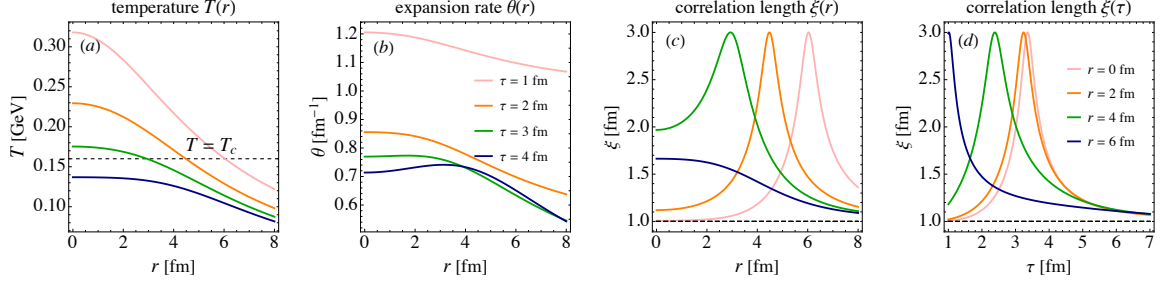 temperature T(r)
(a)
T = T_c
T [GeV]
0.30
0.25
0.20
0.15
0.10
0 2 4 6 8
r [fm]
expansion rate θ(r)
(b)
τ = 1 fm
τ = 2 fm
τ = 3 fm
τ = 4 fm
θ [fm⁻¹]
1.2
1.1
1.0
0.9
0.8
0.7
0.6
0 2 4 6 8
r [fm]
correlation length ξ(r)
(c)
ξ [fm]
3.0
2.5
2.0
1.5
1.0
0 2 4 6 8
r [fm]
correlation length ξ(τ)
(d)
r = 0 fm
r = 2 fm
r = 4 fm
r = 6 fm
ξ [fm]
3.0
2.5
2.0
1.5
1.0
1 2 3 4 5 6 7
τ [fm]